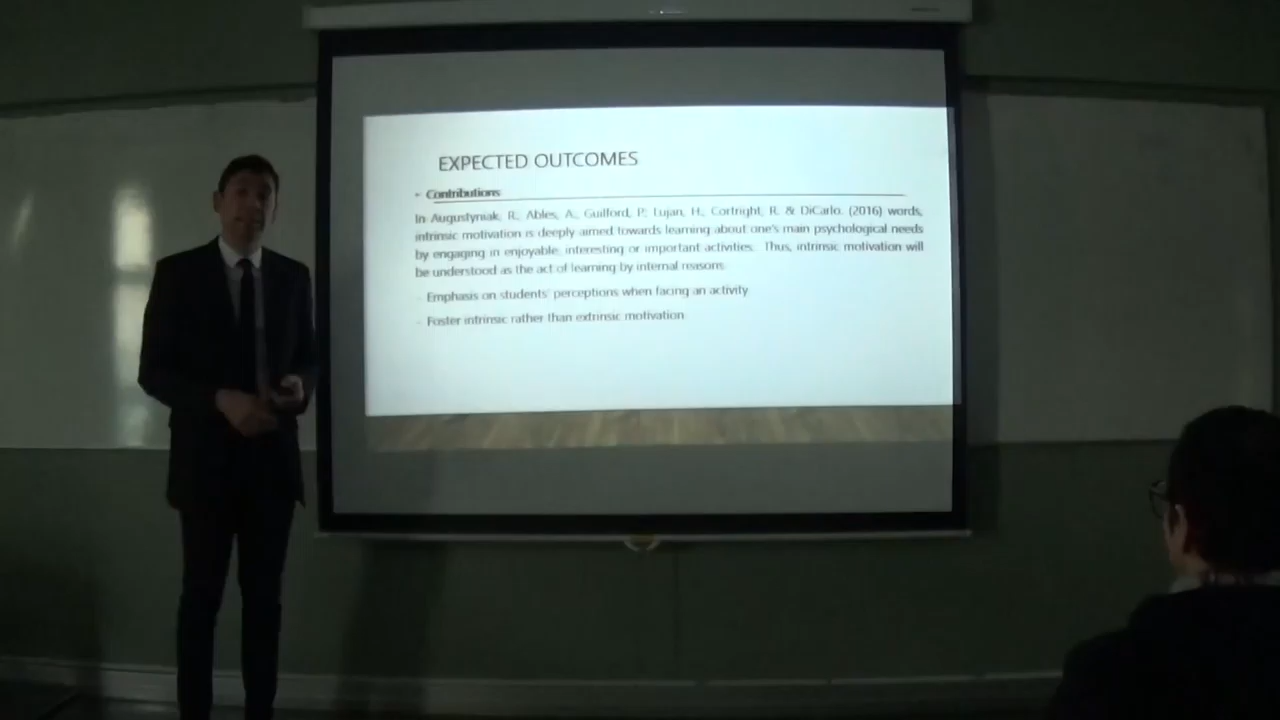 EXPECTED OUTCOMES
Contributions
In Augustyniak, R., Ables, A., Guilford, P., Lujan, H., Cortright, R. & DiCarlo. (2016) words,
intrinsic motivation is deeply aimed towards learning about one's main psychological needs
by engaging in enjoyable, interesting or important activities. Thus, intrinsic motivation will
be understood as the act of learning by internal reasons.
- Emphasis on students' perceptions when facing an activity
- Foster intrinsic rather than extrinsic motivation